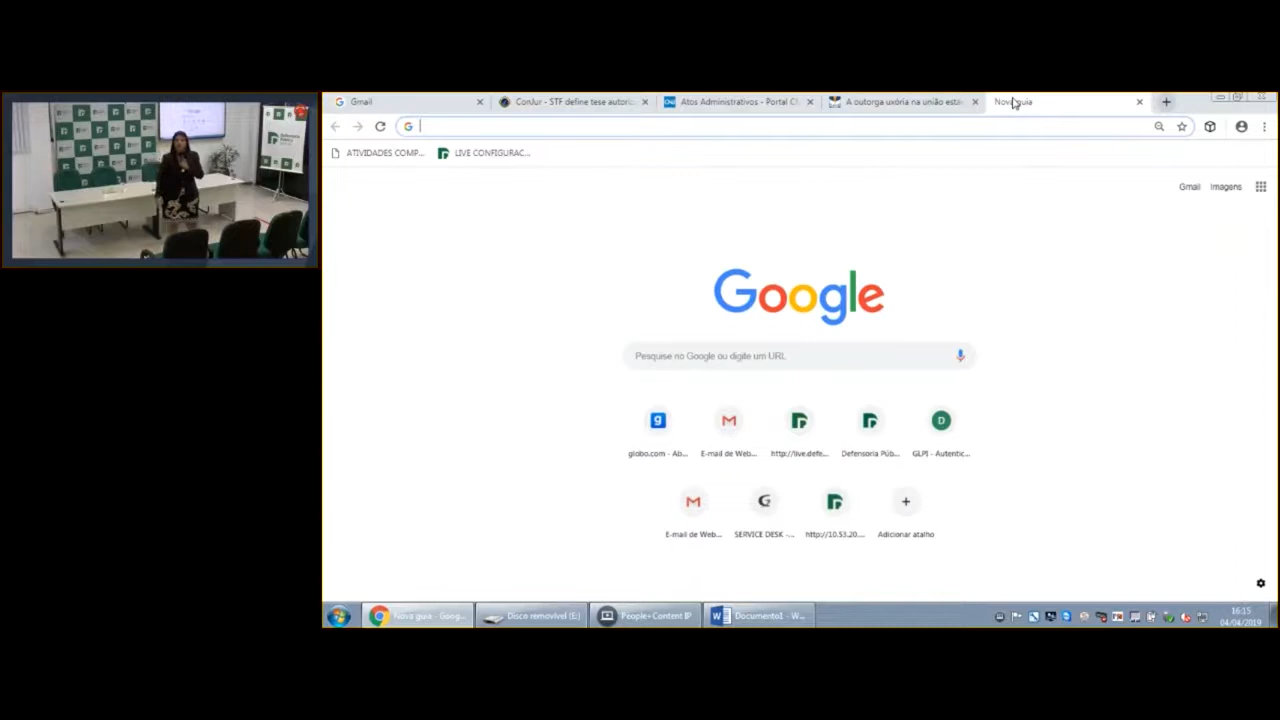 Gmail
ConJur - STF define tese autoriz
Atos Administrativos - Portal C
A outorga uxória na união está
Nova guia
ATIVIDADES COMP...
LIVE CONFIGURAC...
Gmail
Imagens
Google
Pesquise no Google ou digite um URL
globo.com - Ab...
E-mail de Web...
http://live.defe...
Defensoria Púb...
GLPI - Autentic...
E-mail de Web...
SERVICE DESK -...
http://10.53.20....
Adicionar atalho
Nova guia - Goog...
Disco removível (E:)
People+Content IP
Documento1 - W...
16:15
04/04/2019